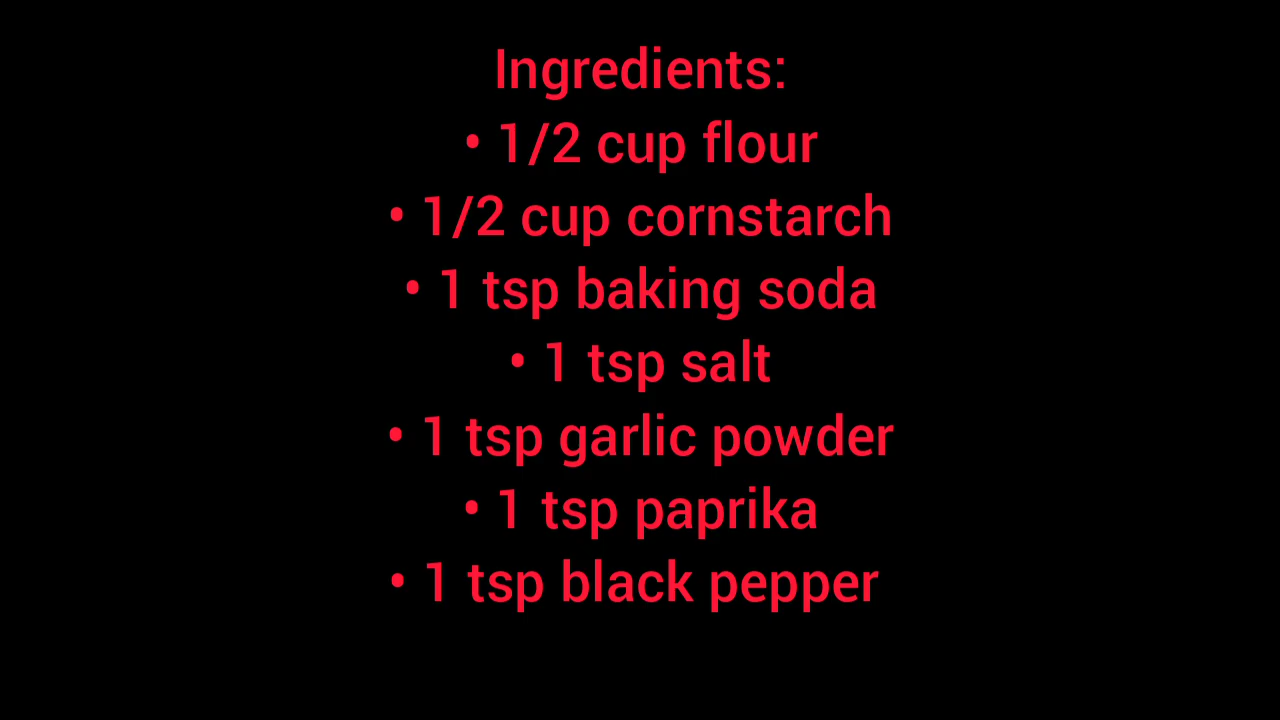 Ingredients:
• 1/2 cup flour
• 1/2 cup cornstarch
• 1 tsp baking soda
• 1 tsp salt
• 1 tsp garlic powder
• 1 tsp paprika
• 1 tsp black pepper